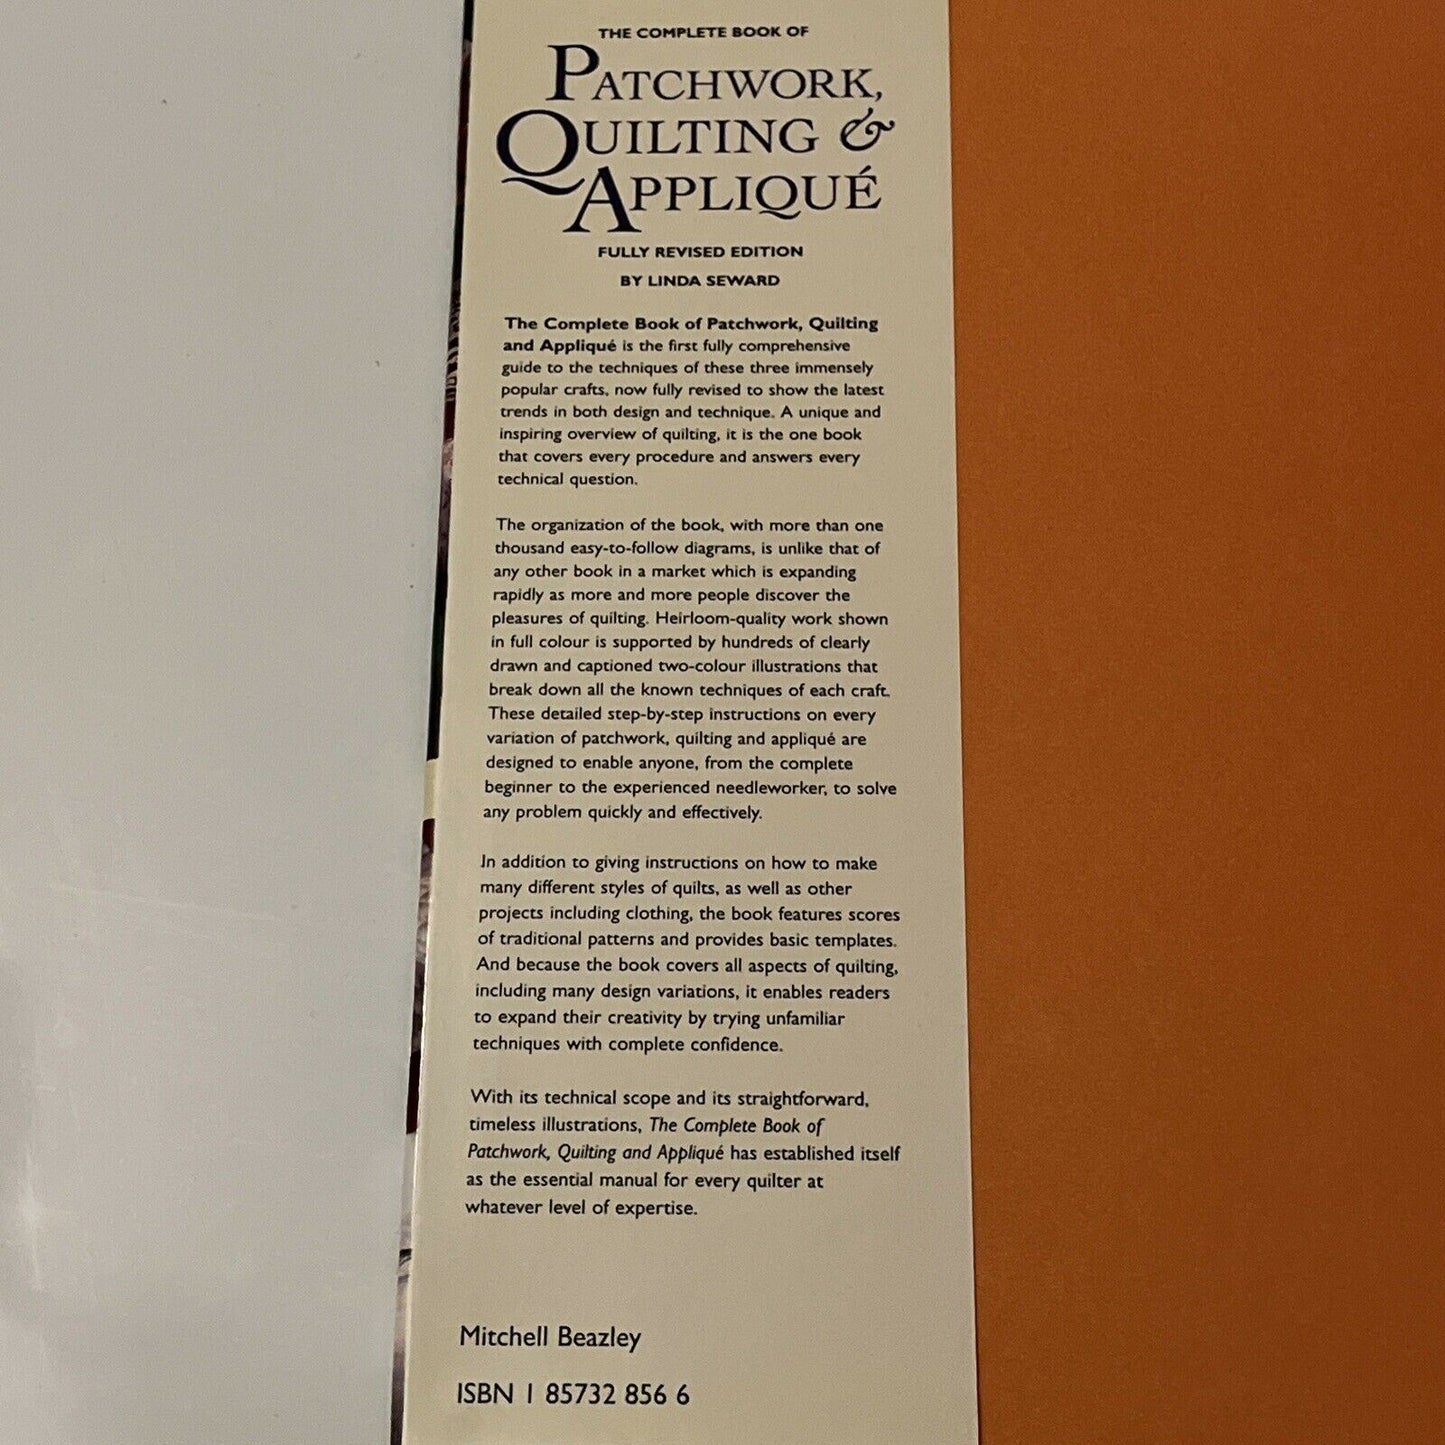 THE COMPLETE BOOK OF
PATCHWORK,
QUILTING &
APPLIQUÉ
FULLY REVISED EDITION
BY LINDA SEWARD
The Complete Book of Patchwork, Quilting
and Appliqué is the first fully comprehensive
guide to the techniques of these three immensely
popular crafts, now fully revised to show the latest
trends in both design and technique. A unique and
inspiring overview of quilting, it is the one book
that covers every procedure and answers every
technical question.
The organization of the book, with more than one
thousand easy-to-follow diagrams, is unlike that of
any other book in a market which is expanding
rapidly as more and more people discover the
pleasures of quilting. Heirloom-quality work shown
in full colour is supported by hundreds of clearly
drawn and captioned two-colour illustrations that
break down all the known techniques of each craft.
These detailed step-by-step instructions on every
variation of patchwork, quilting and appliqué are
designed to enable anyone, from the complete
beginner to the experienced needleworker, to solve
any problem quickly and effectively.
In addition to giving instructions on how to make
many different styles of quilts, as well as other
projects including clothing, the book features scores
of traditional patterns and provides basic templates.
And because the book covers all aspects of quilting,
including many design variations, it enables readers
to expand their creativity by trying unfamiliar
techniques with complete confidence.
With its technical scope and its straightforward,
timeless illustrations, The Complete Book of
Patchwork, Quilting and Appliqué has established itself
as the essential manual for every quilter at
whatever level of expertise.
Mitchell Beazley
ISBN 1 85732 856 6